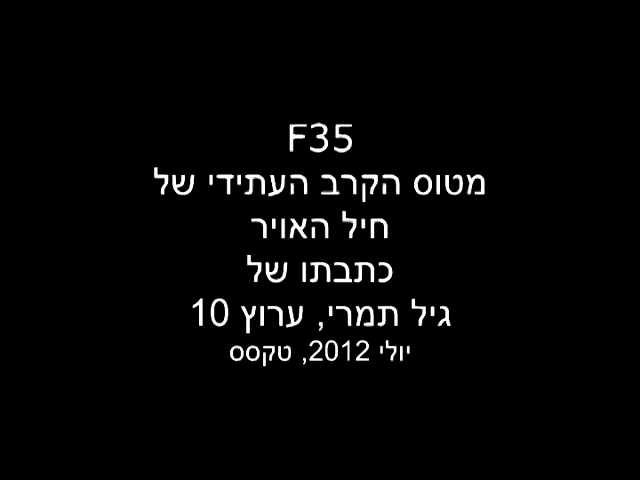 F35
מטוס הקרב העתידי של
חיל האויר
כתבתו של
גיל תמרי, ערוץ 10
יולי 2012, טקסס